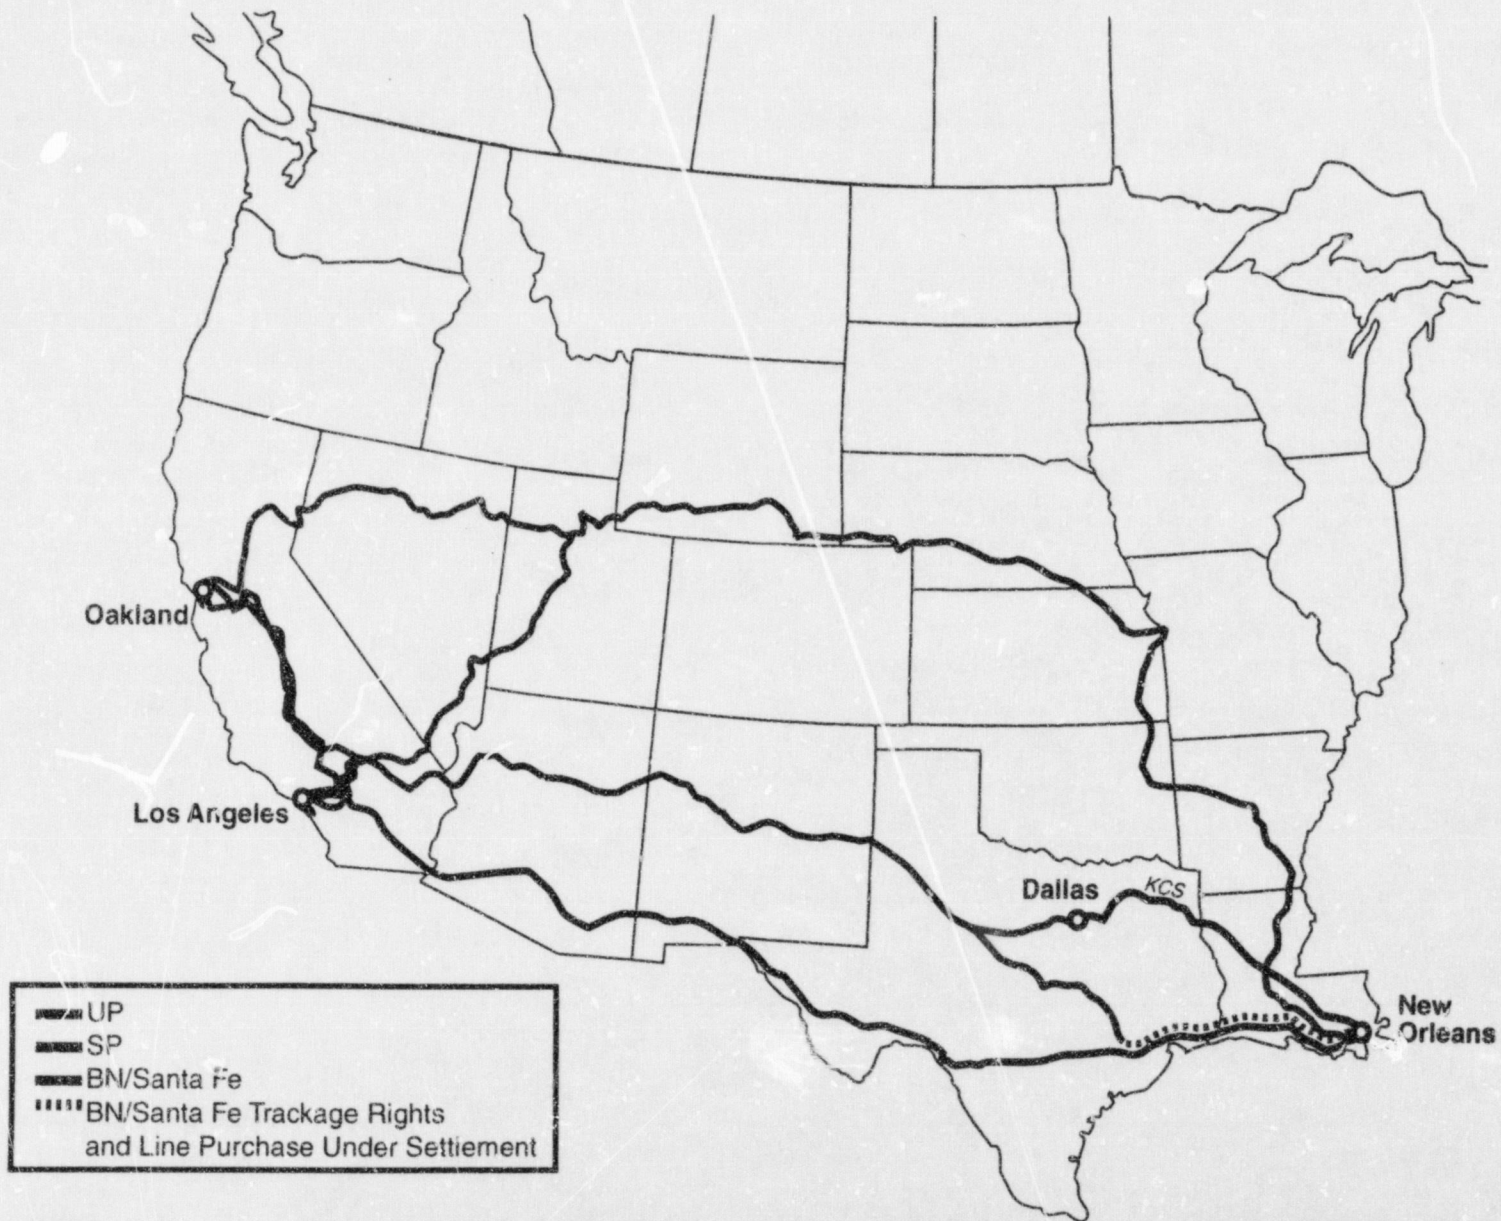 Oakland
Los Angeles
Dallas
KCS
New
Orleans
UP
SP
BN/Santa Fe
BN/Santa Fe Trackage Rights
and Line Purchase Under Settlement